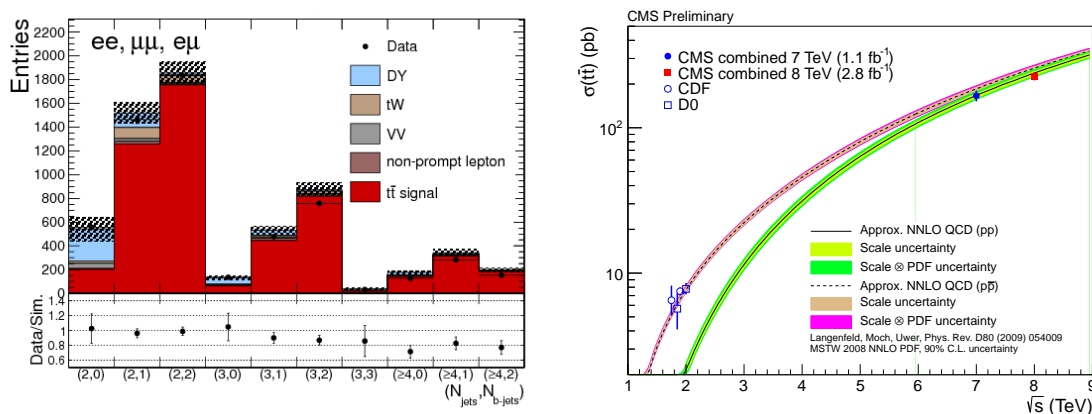 Entries
2200
2000
1800
1600
1400
1200
1000
800
600
400
200
0
ee, μμ, eμ
Data
DY
tW
VV
non-prompt lepton
tt̄ signal
Data/Sim.
1.4
1.2
1
0.8
0.6
(2,0) (2,1) (2,2) (3,0) (3,1) (3,2) (3,3) (≥4,0) (≥4,1) (≥4,2)
(N_jets, N_b-jets)
CMS Preliminary
σ(tt̄) (pb)
10²
10
CMS combined 7 TeV (1.1 fb⁻¹)
CMS combined 8 TeV (2.8 fb⁻¹)
CDF
D0
Approx. NNLO QCD (pp)
Scale uncertainty
Scale ⊗ PDF uncertainty
Approx. NNLO QCD (pp̄)
Scale uncertainty
Scale ⊗ PDF uncertainty
Langenfeld, Moch, Uwer, Phys. Rev. D80 (2009) 054009
MSTW 2008 NNLO PDF, 90% C.L. uncertainty
1 2 3 4 5 6 7 8 9
√s (TeV)